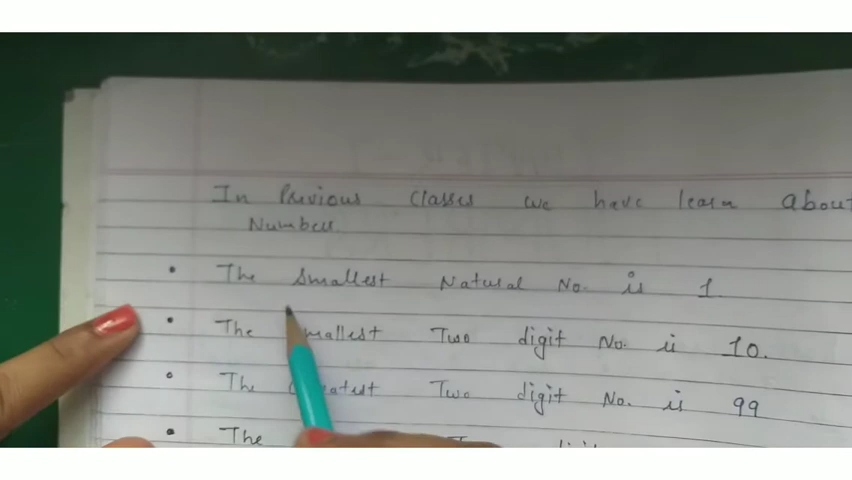 In Previous Classes we have learn about
Numbers
• The Smallest Natural No. is 1
• The Smallest Two digit No. is 10.
• The Greatest Two digit No. is 99
• The